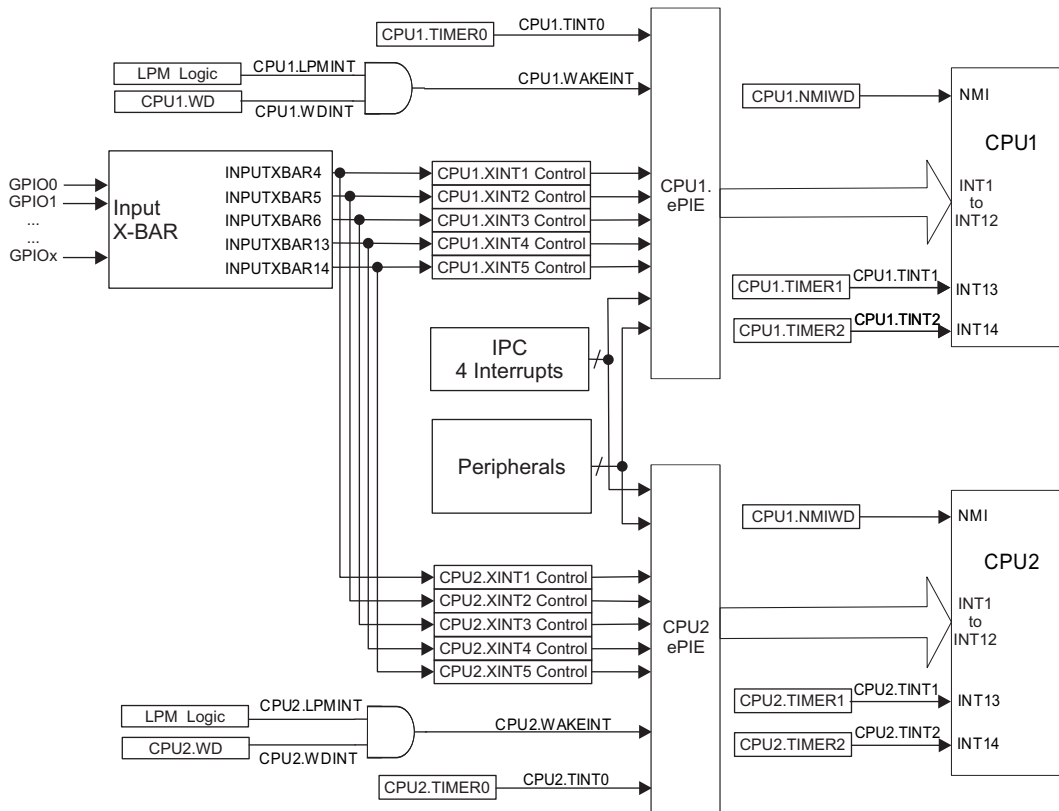 CPU1.TIMER0
CPU1.TINT0
LPM Logic
CPU1.LPMINT
CPU1.WD
CPU1.WDINT
CPU1.WAKEINT
GPIO0
GPIO1
...
...
GPIOx
Input
X-BAR
INPUTXBAR4
INPUTXBAR5
INPUTXBAR6
INPUTXBAR13
INPUTXBAR14
CPU1.XINT1 Control
CPU1.XINT2 Control
CPU1.XINT3 Control
CPU1.XINT4 Control
CPU1.XINT5 Control
CPU1.
ePIE
CPU1.NMIWD
NMI
CPU1
INT1
to
INT12
CPU1.TIMER1
CPU1.TINT1
INT13
CPU1.TIMER2
CPU1.TINT2
INT14
IPC
4 Interrupts
Peripherals
CPU2.XINT1 Control
CPU2.XINT2 Control
CPU2.XINT3 Control
CPU2.XINT4 Control
CPU2.XINT5 Control
CPU2
ePIE
CPU1.NMIWD
NMI
CPU2
INT1
to
INT12
CPU2.TIMER1
CPU2.TINT1
INT13
CPU2.TIMER2
CPU2.TINT2
INT14
LPM Logic
CPU2.LPMINT
CPU2.WD
CPU2.WDINT
CPU2.WAKEINT
CPU2.TIMER0
CPU2.TINT0